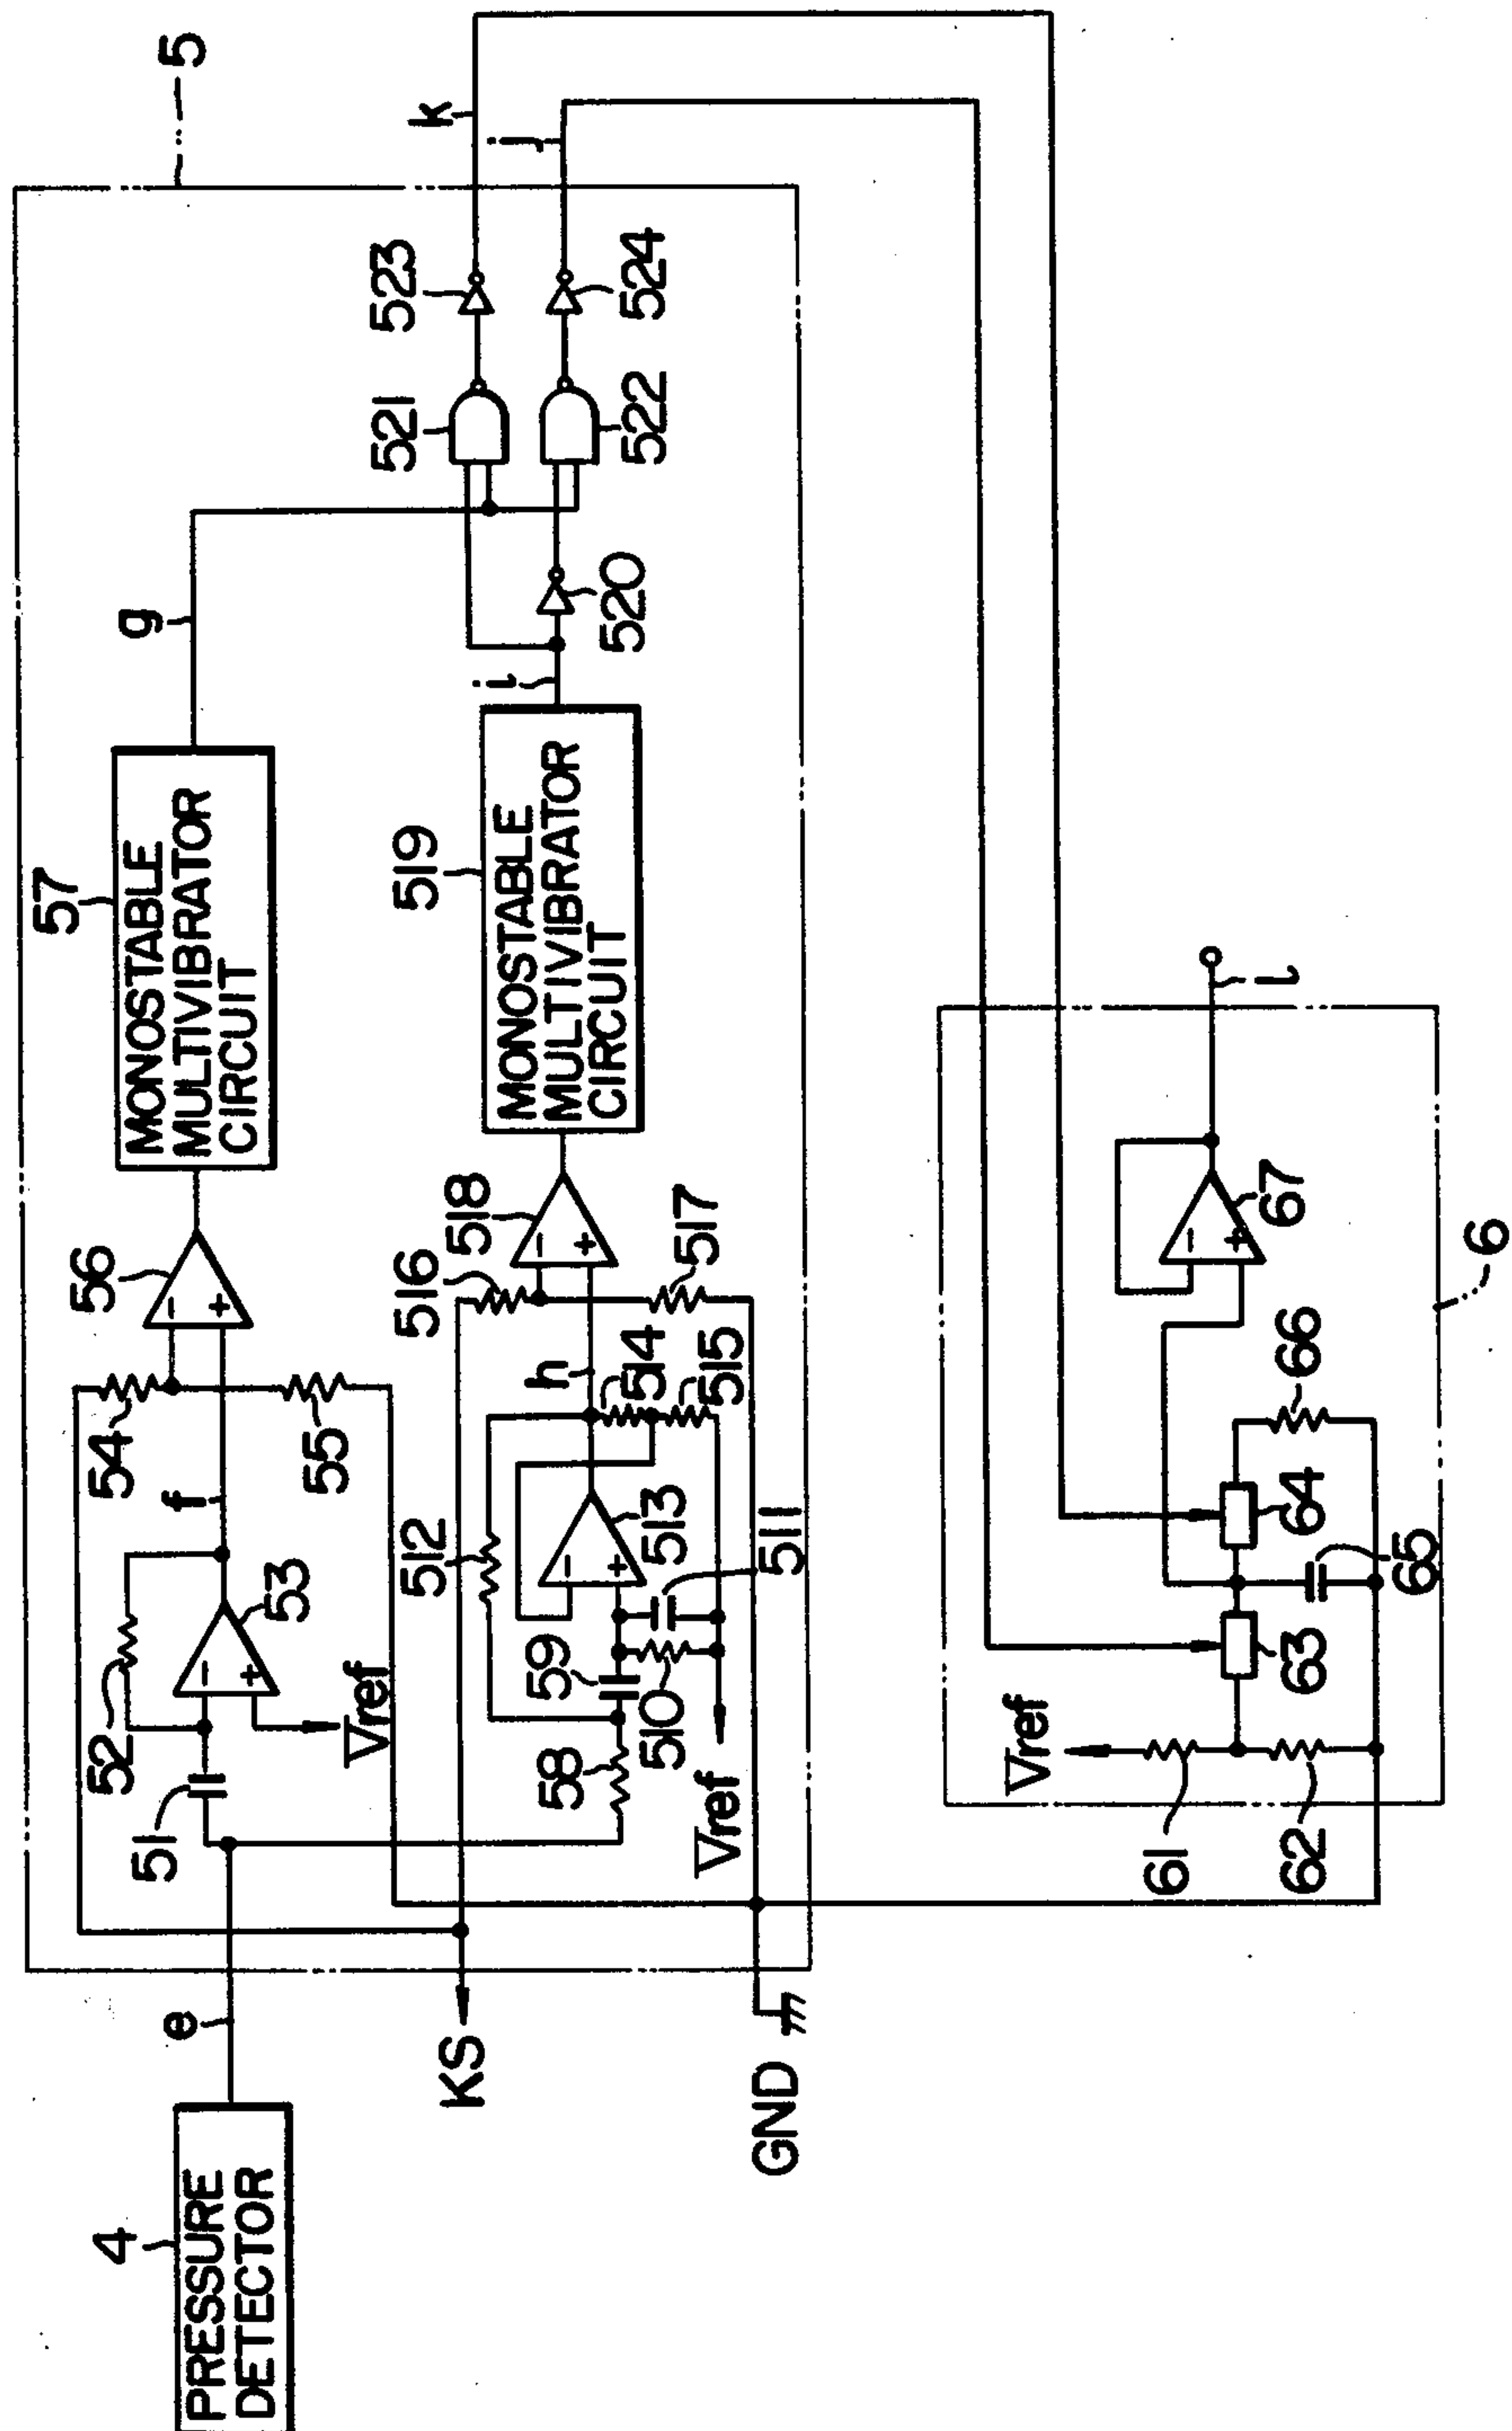 5
4
PRESSURE
DETECTOR
e
51
52
53
Vref
f
54
55
56
57
MONOSTABLE
MULTIVIBRATOR
CIRCUIT
g
KS
GND
58
59
510
511
512
513
Vref
h
514
515
516
517
518
519
MONOSTABLE
MULTIVIBRATOR
CIRCUIT
i
520
521
522
523
524
k
j
6
Vref
61
62
63
64
65
66
67
l